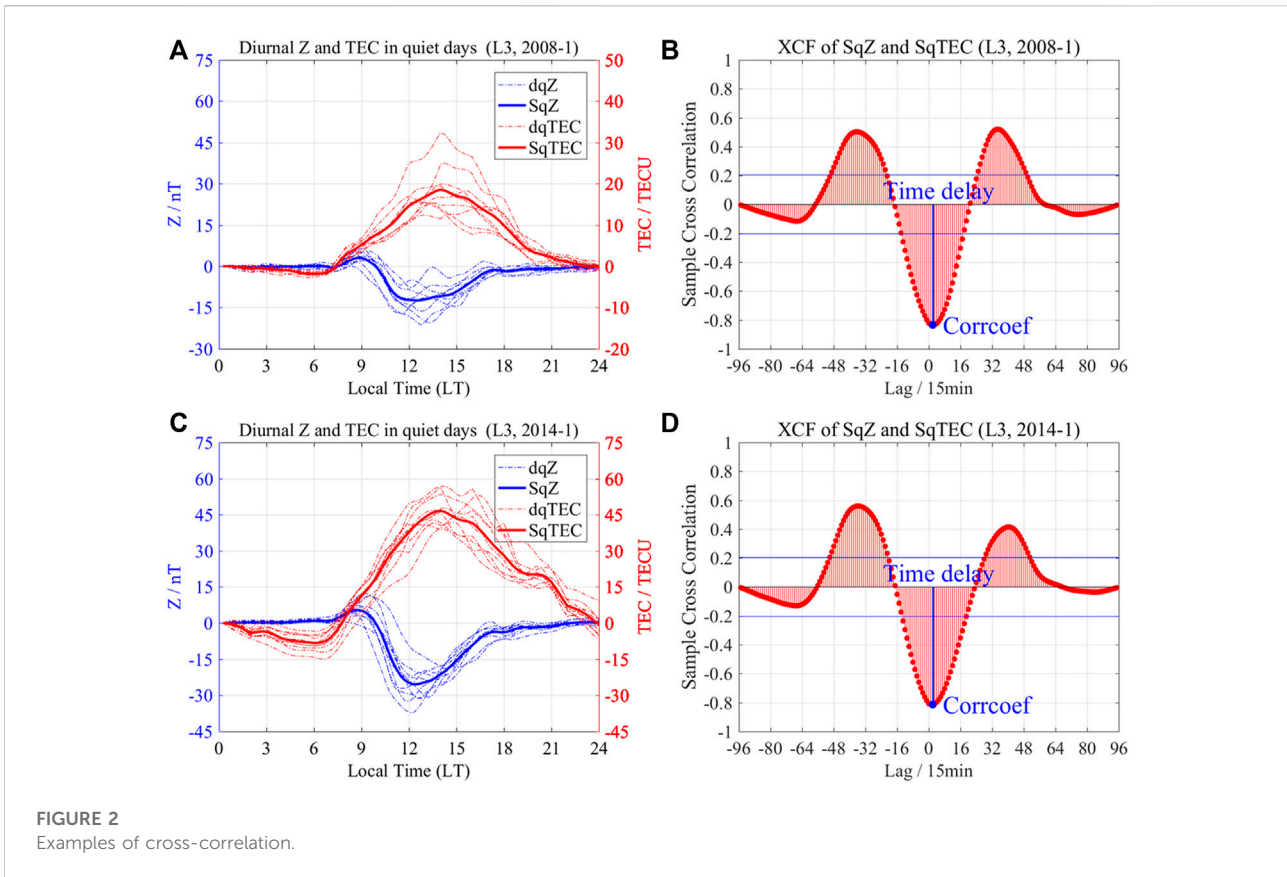 A
Diurnal Z and TEC in quiet days (L3, 2008-1)
75
60
45
30
15
0
-15
-30
Z / nT
50
40
30
20
10
0
-10
-20
TEC / TECU
dqZ
SqZ
dqTEC
SqTEC
0 3 6 9 12 15 18 21 24
Local Time (LT)
B
XCF of SqZ and SqTEC (L3, 2008-1)
1
0.8
0.6
0.4
0.2
0
-0.2
-0.4
-0.6
-0.8
-1
Sample Cross Correlation
Time delay
Corrcoef
-96 -80 -64 -48 -32 -16 0 16 32 48 64 80 96
Lag / 15min
C
Diurnal Z and TEC in quiet days (L3, 2014-1)
75
60
45
30
15
0
-15
-30
-45
Z / nT
75
60
45
30
15
0
-15
-30
-45
TEC / TECU
dqZ
SqZ
dqTEC
SqTEC
0 3 6 9 12 15 18 21 24
Local Time (LT)
D
XCF of SqZ and SqTEC (L3, 2014-1)
1
0.8
0.6
0.4
0.2
0
-0.2
-0.4
-0.6
-0.8
-1
Sample Cross Correlation
Time delay
Corrcoef
-96 -80 -64 -48 -32 -16 0 16 32 48 64 80 96
Lag / 15min
FIGURE 2
Examples of cross-correlation.